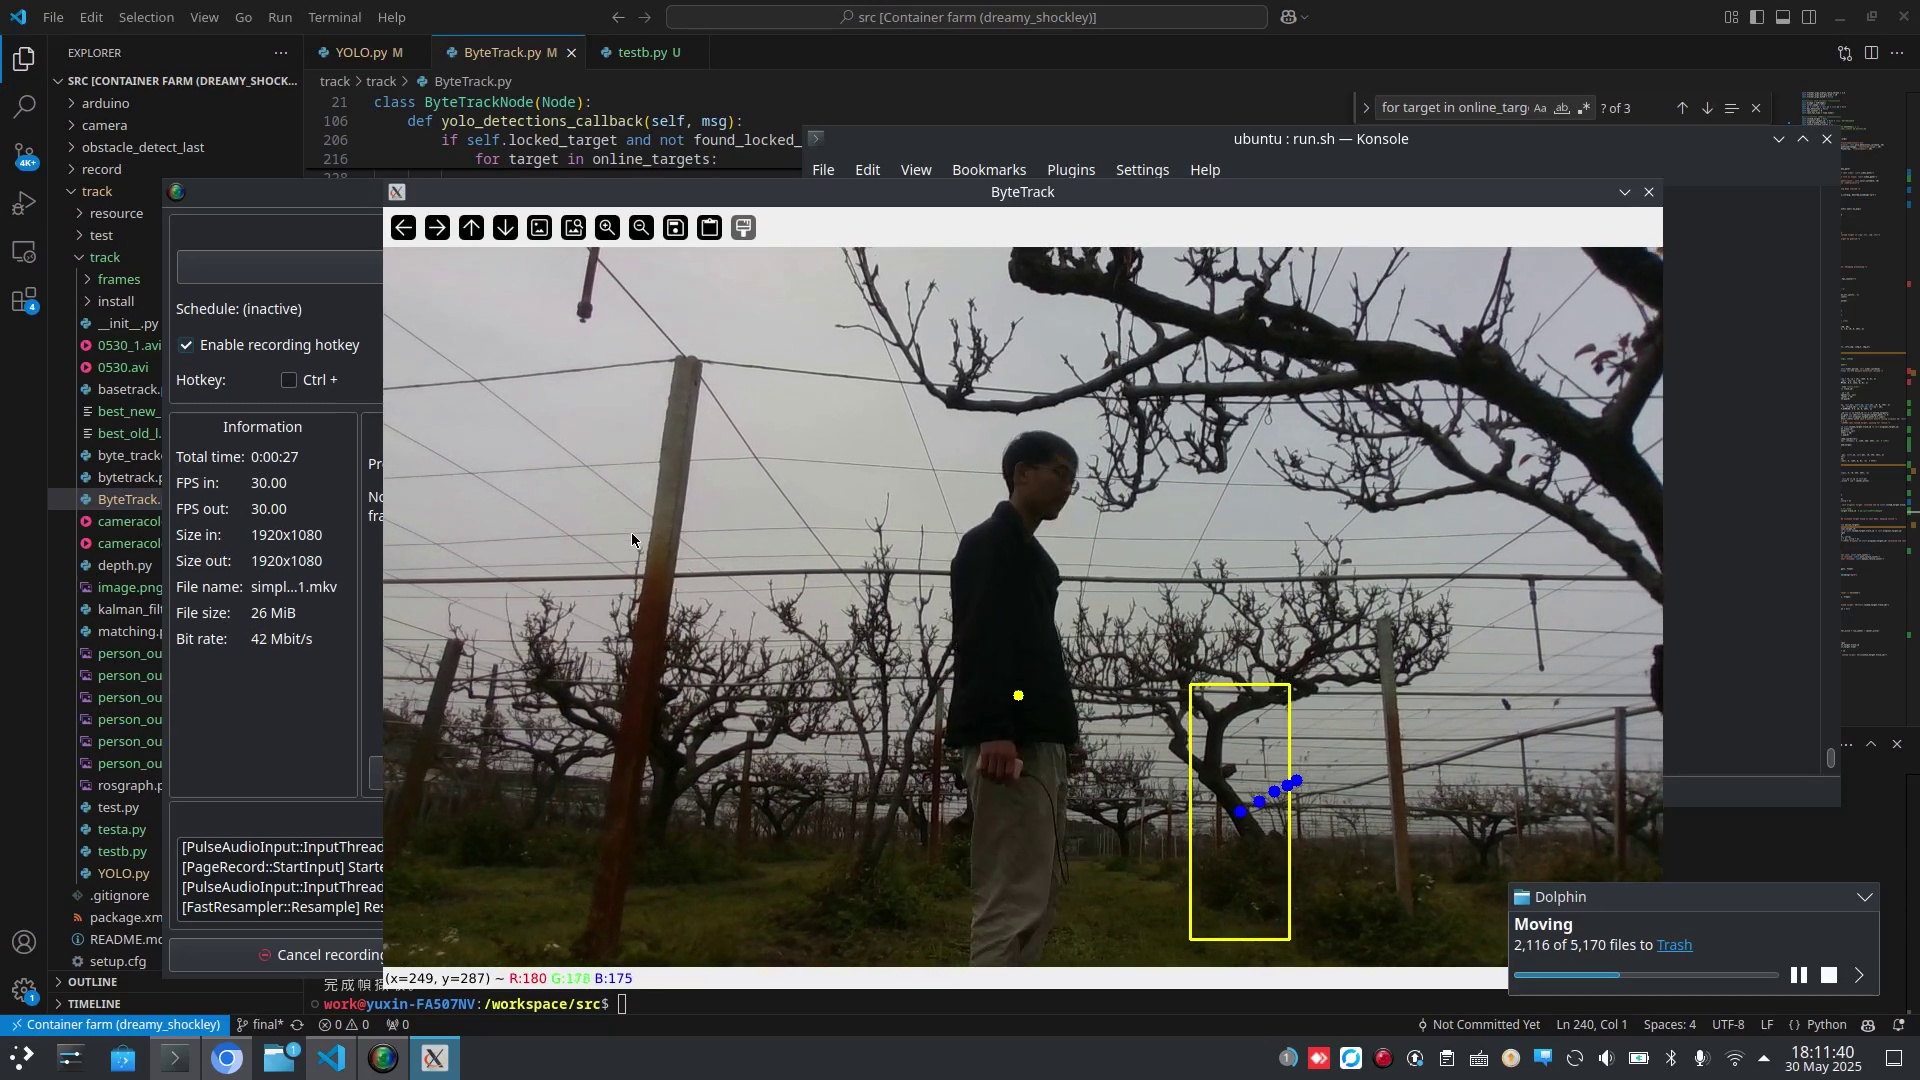 File Edit Selection View Go Run Terminal Help
src [Container farm (dreamy_shockley)]
EXPLORER
YOLO.py M
ByteTrack.py M
testb.py U
SRC [CONTAINER FARM (DREAMY_SHOCK...
track > track > ByteTrack.py
arduino
camera
obstacle_detect_last
record
track
resource
test
track
frames
install
__init__.py
0530_1.avi
0530.avi
basetrack.
best_new_
best_old_l.
byte_track
bytetrack.
ByteTrack.
cameracol
cameracol
depth.py
image.png
kalman_fil
matching.
person_ou
person_ou
person_ou
person_ou
person_ou
person_ou
rosgraph.
test.py
testa.py
testb.py
YOLO.py
.gitignore
package.xm
README.md
setup.cfg
OUTLINE
TIMELINE
4K+
4
1
21 class ByteTrackNode(Node):
106 def yolo_detections_callback(self, msg):
206 if self.locked_target and not found_locked_
216 for target in online_targets:
for target in online_targ
Aa ab
? of 3
ubuntu : run.sh — Konsole
File Edit View Bookmarks Plugins Settings Help
ByteTrack
Schedule: (inactive)
Enable recording hotkey
Hotkey: Ctrl +
Information
Total time: 0:00:27
FPS in: 30.00
FPS out: 30.00
Size in: 1920x1080
Size out: 1920x1080
File name: simpl...1.mkv
File size: 26 MiB
Bit rate: 42 Mbit/s
[PulseAudioInput::InputThread
[PageRecord::StartInput] Starte
[PulseAudioInput::InputThread
[FastResampler::Resample] Res
Cancel recording
(x=249, y=287) ~ R:180 G:178 B:175
work@yuxin-FA507NV:/workspace/src$
Dolphin
Moving
2,116 of 5,170 files to Trash
Container farm (dreamy_shockley) final* 0 0 0
Not Committed Yet Ln 240, Col 1 Spaces: 4 UTF-8 LF {} Python
1
1
18:11:40
30 May 2025